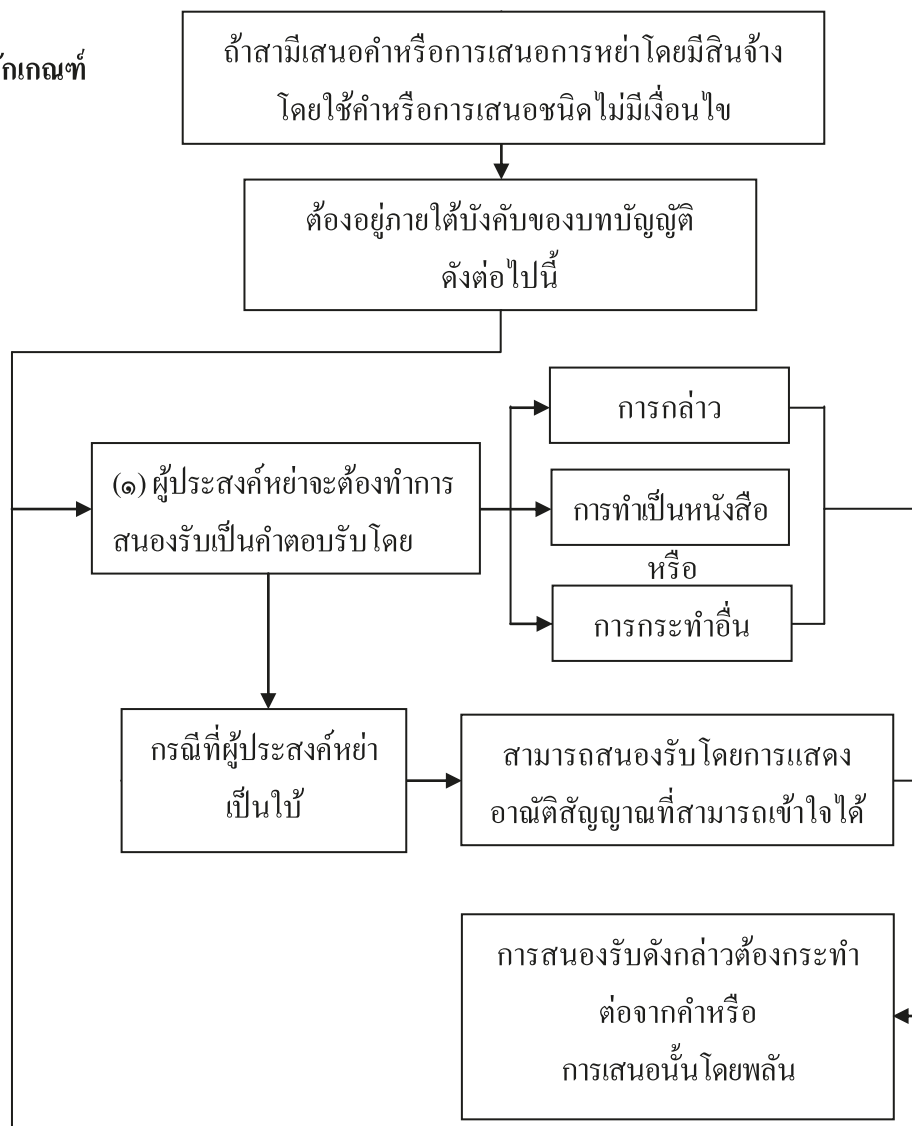 ถ้าสามีเสนอคำหรือการเสนอการหย่าโดยมีสินจ้าง
โดยใช้คำหรือการเสนอชนิดไม่มีเงื่อนไข
ต้องอยู่ภายใต้บังคับของบทบัญญัติ
ดังต่อไปนี้
(๑) ผู้ประสงค์หย่าจะต้องทำการ
สนองรับเป็นคำตอบรับโดย
การกล่าว
การทำเป็นหนังสือ
หรือ
การกระทำอื่น
กรณีที่ผู้ประสงค์หย่า
เป็นใบ้
สามารถสนองรับโดยการแสดง
อาณัติสัญญาณที่สามารถเข้าใจได้
การสนองรับดังกล่าวต้องกระทำ
ต่อจากคำหรือ
การเสนอนั้นโดยพลัน